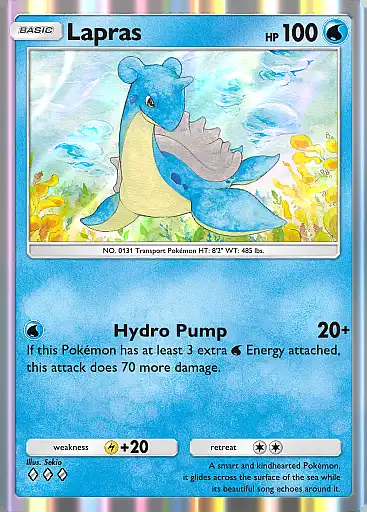 BASIC Lapras HP 100
NO. 0131 Transport Pokémon HT: 8'2" WT: 485 lbs.
Hydro Pump 20+
If this Pokémon has at least 3 extra Energy attached,
this attack does 70 more damage.
weakness +20 retreat
Illus. Sekio
A smart and kindhearted Pokémon,
it glides across the surface of the sea while
its beautiful song echoes around it.